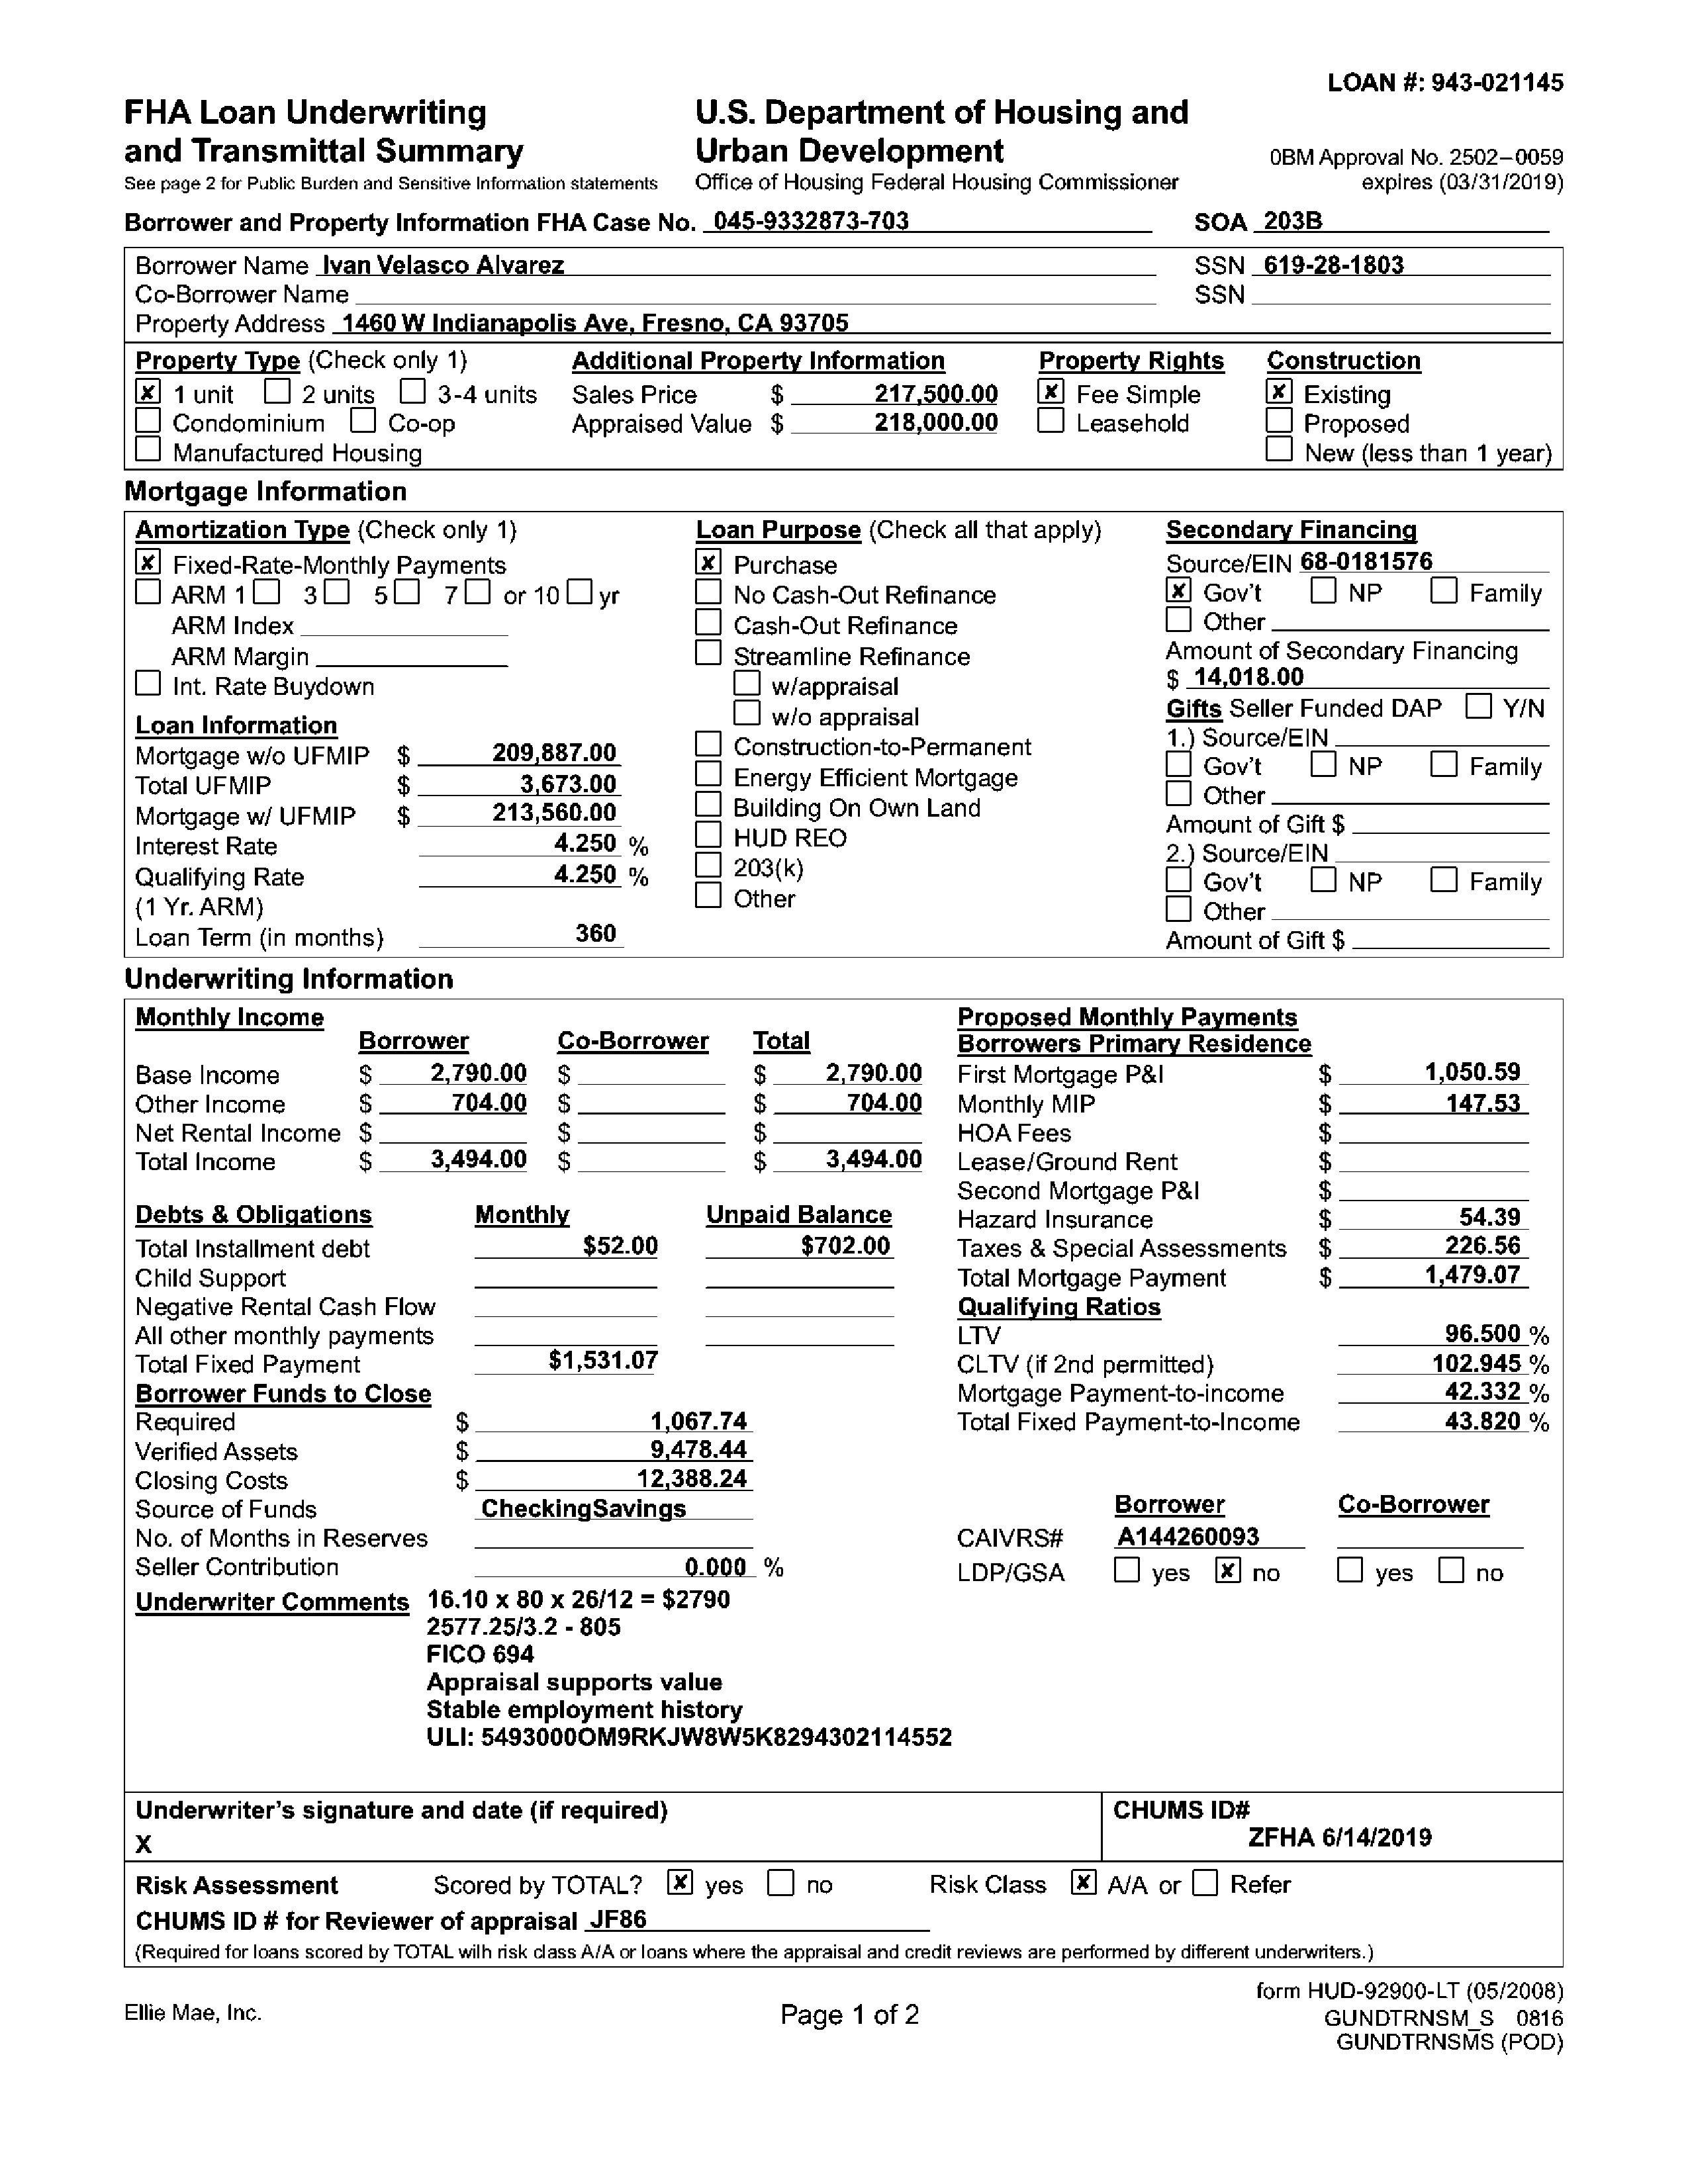 LOAN #: 943-021145
FHA Loan Underwriting and Transmittal Summary
See page 2 for Public Burden and Sensitive Information statements
U.S. Department of Housing and Urban Development
Office of Housing Federal Housing Commissioner
0BM Approval No. 2502–0059
expires (03/31/2019)
Borrower and Property Information FHA Case No. 045-9332873-703 SOA 203B
Borrower Name Ivan Velasco Alvarez SSN 619-28-1803
Co-Borrower Name SSN
Property Address 1460 W Indianapolis Ave, Fresno, CA 93705
Property Type (Check only 1)
x 1 unit 2 units 3-4 units
Condominium Co-op
Manufactured Housing
Additional Property Information
Sales Price $ 217,500.00
Appraised Value $ 218,000.00
Property Rights
x Fee Simple
Leasehold
Construction
x Existing
Proposed
New (less than 1 year)
Mortgage Information
Amortization Type (Check only 1)
x Fixed-Rate-Monthly Payments
ARM 1 3 5 7 or 10 yr
ARM Index
ARM Margin
Int. Rate Buydown
Loan Information
Mortgage w/o UFMIP $ 209,887.00
Total UFMIP $ 3,673.00
Mortgage w/ UFMIP $ 213,560.00
Interest Rate 4.250 %
Qualifying Rate 4.250 %
(1 Yr. ARM)
Loan Term (in months) 360
Loan Purpose (Check all that apply)
x Purchase
No Cash-Out Refinance
Cash-Out Refinance
Streamline Refinance
w/appraisal
w/o appraisal
Construction-to-Permanent
Energy Efficient Mortgage
Building On Own Land
HUD REO
203(k)
Other
Secondary Financing
Source/EIN 68-0181576
x Gov't NP Family
Other
Amount of Secondary Financing
$ 14,018.00
Gifts Seller Funded DAP Y/N
1.) Source/EIN
Gov't NP Family
Other
Amount of Gift $
2.) Source/EIN
Gov't NP Family
Other
Amount of Gift $
Underwriting Information
Monthly Income
Borrower Co-Borrower Total
Base Income $ 2,790.00 $ $ 2,790.00
Other Income $ 704.00 $ $ 704.00
Net Rental Income $ $ $
Total Income $ 3,494.00 $ $ 3,494.00
Debts & Obligations Monthly Unpaid Balance
Total Installment debt $52.00 $702.00
Child Support
Negative Rental Cash Flow
All other monthly payments
Total Fixed Payment $1,531.07
Borrower Funds to Close
Required $ 1,067.74
Verified Assets $ 9,478.44
Closing Costs $ 12,388.24
Source of Funds CheckingSavings
No. of Months in Reserves
Seller Contribution 0.000 %
Proposed Monthly Payments
Borrowers Primary Residence
First Mortgage P&I $ 1,050.59
Monthly MIP $ 147.53
HOA Fees $
Lease/Ground Rent $
Second Mortgage P&I $
Hazard Insurance $ 54.39
Taxes & Special Assessments $ 226.56
Total Mortgage Payment $ 1,479.07
Qualifying Ratios
LTV 96.500 %
CLTV (if 2nd permitted) 102.945 %
Mortgage Payment-to-income 42.332 %
Total Fixed Payment-to-Income 43.820 %
Borrower Co-Borrower
CAIVRS# A144260093
LDP/GSA yes x no yes no
Underwriter Comments 16.10 x 80 x 26/12 = $2790
2577.25/3.2 - 805
FICO 694
Appraisal supports value
Stable employment history
ULI: 5493000OM9RKJW8W5K8294302114552
Underwriter's signature and date (if required)
X
CHUMS ID#
ZFHA 6/14/2019
Risk Assessment Scored by TOTAL? x yes no Risk Class x A/A or Refer
CHUMS ID # for Reviewer of appraisal JF86
(Required for loans scored by TOTAL wilh risk class A/A or loans where the appraisal and credit reviews are performed by different underwriters.)
Ellie Mae, Inc.
Page 1 of 2
form HUD-92900-LT (05/2008)
GUNDTRNSM_S 0816
GUNDTRNSMS (POD)